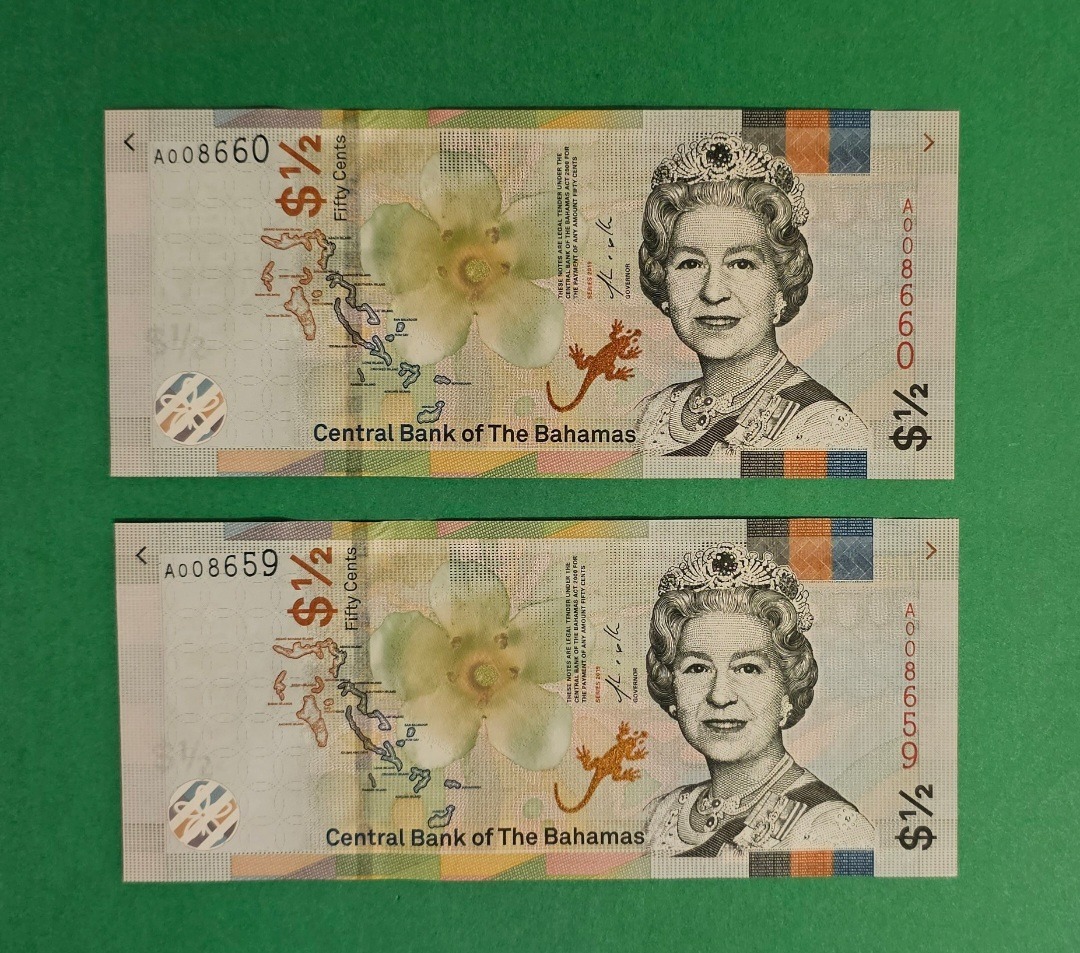 A008660
$½
Fifty Cents
THESE NOTES ARE LEGAL TENDER UNDER THE
CENTRAL BANK OF THE BAHAMAS ACT 2000 FOR
THE PAYMENT OF ANY AMOUNT FIFTY CENTS
SERIES 2019
GOVERNOR
A008660
$½
$½
Central Bank of The Bahamas
A008659
$½
Fifty Cents
THESE NOTES ARE LEGAL TENDER UNDER THE
CENTRAL BANK OF THE BAHAMAS ACT 2000 FOR
THE PAYMENT OF ANY AMOUNT FIFTY CENTS
SERIES 2019
GOVERNOR
A008659
$½
$½
Central Bank of The Bahamas